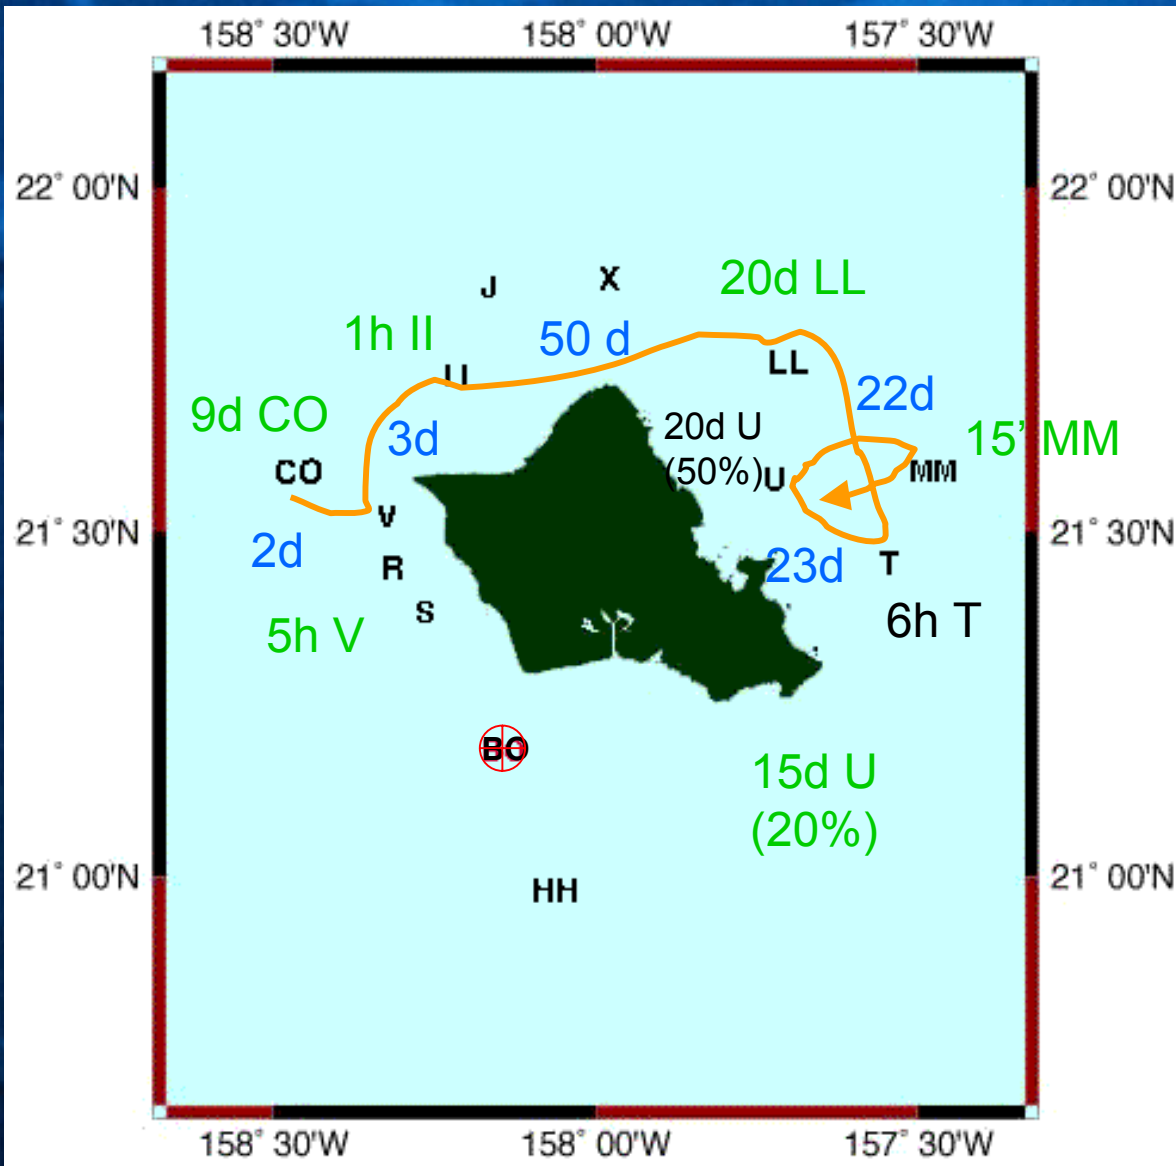 158° 30'W 158° 00'W 157° 30'W
22° 00'N 22° 00'N
J X 20d LL
1h II 50 d
II LL
9d CO 3d 20d U 22d 15' MM
CO (50%) U MM
V
21° 30'N 21° 30'N
2d R 23d T
S 6h T
5h V
BO
15d U
(20%)
21° 00'N 21° 00'N
HH
158° 30'W 158° 00'W 157° 30'W